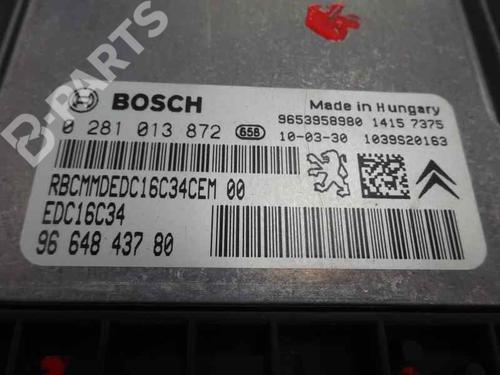 B-PARTS
BOSCH
Made in Hungary
9653958980 1415 7375
0 281 013 872 658
10-03-30 1039S20163
RBCMMDEDC16C34CEM 00
EDC16C34
96 648 437 80